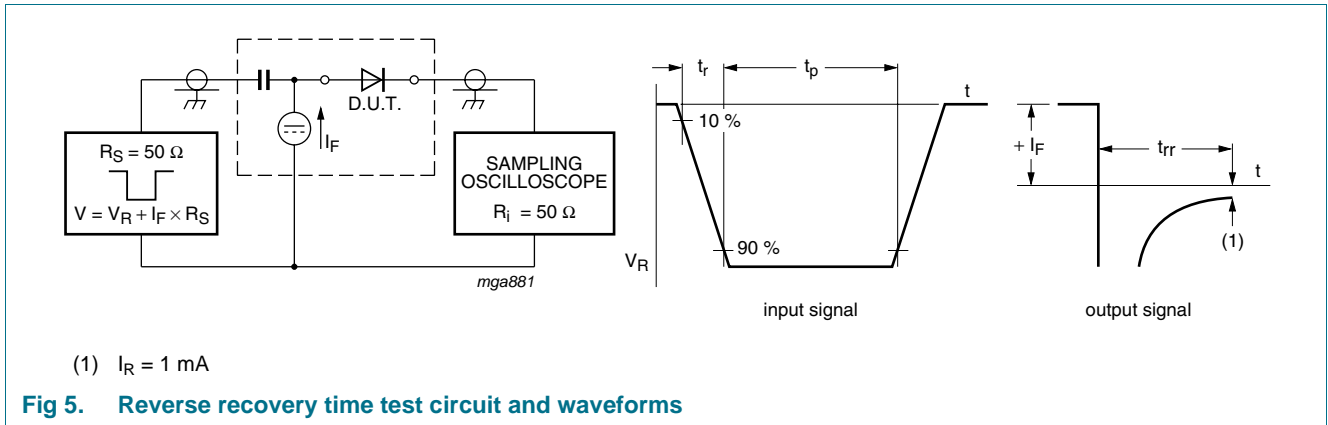 R_S = 50 Ω
V = V_R + I_F × R_S
I_F
D.U.T.
SAMPLING
OSCILLOSCOPE
R_i = 50 Ω
mga881
t_r
t_p
t
10 %
90 %
V_R
input signal
+ I_F
t_rr
t
(1)
output signal
(1) I_R = 1 mA
Fig 5. Reverse recovery time test circuit and waveforms